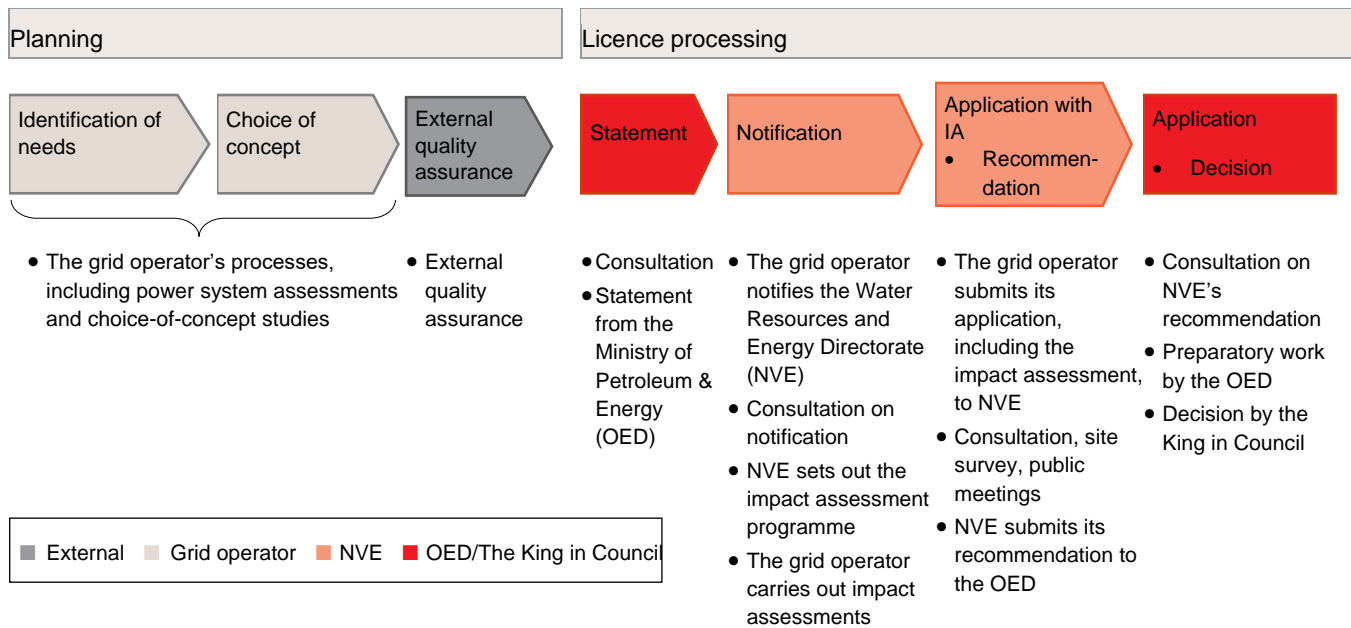 Planning
Licence processing
Identification of
needs
Choice of
concept
External
quality
assurance
Statement
Notification
Application with
IA
• Recommen-
dation
Application
• Decision
• The grid operator's processes,
including power system assessments
and choice-of-concept studies
• External
quality
assurance
• Consultation
• Statement
from the
Ministry of
Petroleum &
Energy
(OED)
• The grid operator
notifies the Water
Resources and
Energy Directorate
(NVE)
• Consultation on
notification
• NVE sets out the
impact assessment
programme
• The grid operator
carries out impact
assessments
• The grid operator
submits its
application,
including the
impact assessment,
to NVE
• Consultation, site
survey, public
meetings
• NVE submits its
recommendation to
the OED
• Consultation on
NVE's
recommendation
• Preparatory work
by the OED
• Decision by the
King in Council
External Grid operator NVE OED/The King in Council